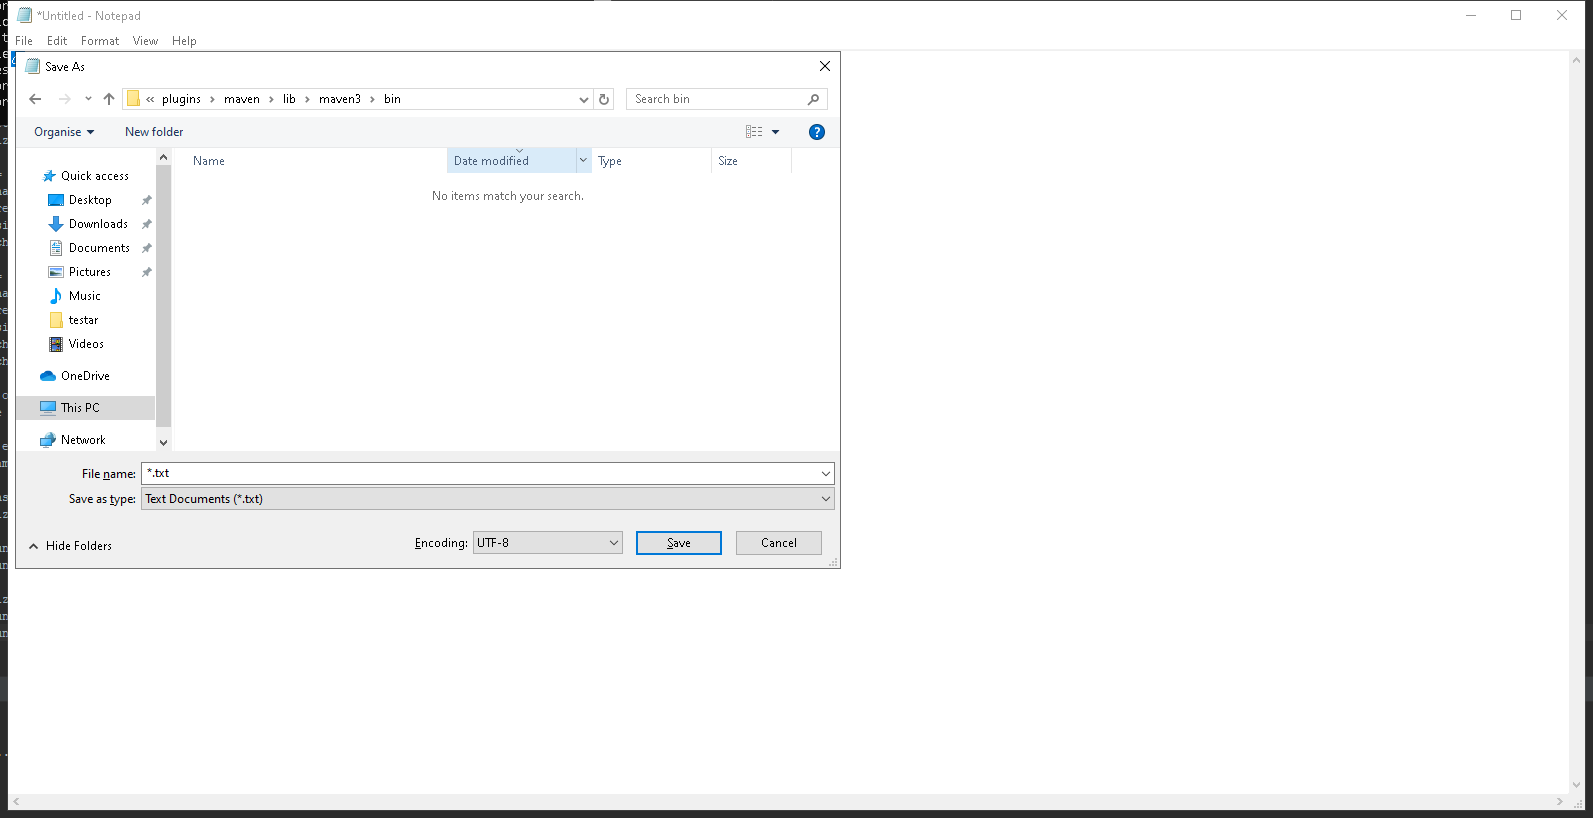 *Untitled - Notepad
File Edit Format View Help
Save As
« plugins > maven > lib > maven3 > bin
Search bin
Organise New folder
Name Date modified Type Size
No items match your search.
Quick access
Desktop
Downloads
Documents
Pictures
Music
testar
Videos
OneDrive
This PC
Network
File name: *.txt
Save as type: Text Documents (*.txt)
Hide Folders
Encoding: UTF-8 Save Cancel